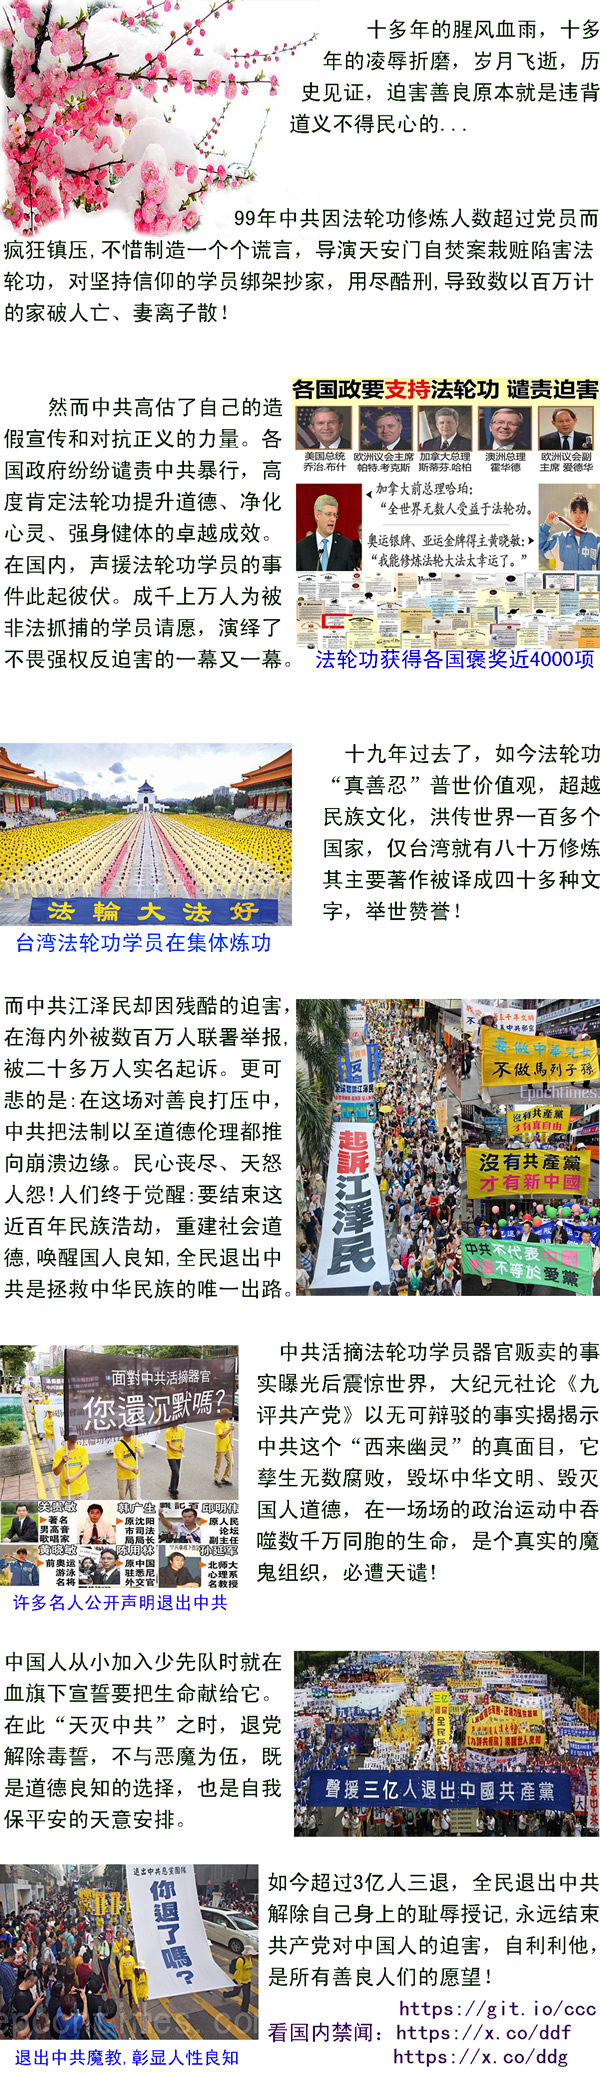 十多年的腥风血雨，十多
年的凌辱折磨，岁月飞逝，历
史见证，迫害善良原本就是违背
道义不得民心的...
99年中共因法轮功修炼人数超过党员而
疯狂镇压,不惜制造一个个谎言，导演天安门自焚案栽赃陷害法
轮功，对坚持信仰的学员绑架抄家，用尽酷刑,导致数以百万计
的家破人亡、妻离子散！
然而中共高估了自己的造
假宣传和对抗正义的力量。各
国政府纷纷谴责中共暴行，高
度肯定法轮功提升道德、净化
心灵、强身健体的卓越成效。
在国内，声援法轮功学员的事
件此起彼伏。成千上万人为被
非法抓捕的学员请愿，演绎了
不畏强权反迫害的一幕又一幕。
各国政要支持法轮功 谴责迫害
美国总统 欧洲议会主席 加拿大总理 澳洲总理 欧洲议会副
乔治.布什 帕特.考克斯 斯蒂芬.哈柏 霍华德 主席 爱德华
加拿大前总理哈珀：
“全世界无数人受益于法轮功。
奥运银牌、亚运金牌得主黄晓敏：
“我能修炼法轮大法太幸运了。”
法轮功获得各国褒奖近4000项
十九年过去了，如今法轮功
“真善忍”普世价值观，超越
民族文化，洪传世界一百多个
国家，仅台湾就有八十万修炼
其主要著作被译成四十多种文
字，举世赞誉！
法輪大法好
台湾法轮功学员在集体炼功
而中共江泽民却因残酷的迫害，
在海内外被数百万人联署举报,
被二十多万人实名起诉。更可
悲的是:在这场对善良打压中，
中共把法制以至道德伦理都推
向崩溃边缘。民心丧尽、天怒
人怨!人们终于觉醒:要结束这
近百年民族浩劫，重建社会道
德,唤醒国人良知,全民退出中
共是拯救中华民族的唯一出路。
起訴江澤民
要做中華兒女
不做馬列子孫
EpochTimes
沒有共產黨
才有真自由
沒有共產黨
才有新中國
中共不代表中國
愛國不等於愛黨
中共活摘法轮功学员器官贩卖的事
实曝光后震惊世界，大纪元社论《九
评共产党》以无可辩驳的事实揭揭示
中共这个“西来幽灵”的真面目，它
孽生无数腐败，毁坏中华文明、毁灭
国人道德，在一场场的政治运动中吞
噬数千万同胞的生命，是个真实的魔
鬼组织，必遭天谴！
面對中共活摘器官
您還沉默嗎？
关贵敏 著名男高音歌唱家
韩广生 原沈阳市司法局局长
邱明伟 原人民论坛副主任
黄晓敏 前奥运游泳名将
陈用林 原中国驻悉尼外交官
孙延军 北师大心理系名教授
许多名人公开声明退出中共
中国人从小加入少先队时就在
血旗下宣誓要把生命献给它。
在此“天灭中共”之时，退党
解除毒誓，不与恶魔为伍，既
是道德良知的选择，也是自我
保平安的天意安排。
聲援三亿人退出中國共產黨
如今超过3亿人三退，全民退出中共
解除自己身上的耻辱授记,永远结束
共产党对中国人的迫害，自利利他，
是所有善良人们的愿望！
你退了嗎？
epochtimes.com
退出中共魔教,彰显人性良知
https://git.io/ccc
看国内禁闻：https://x.co/ddf
https://x.co/ddg